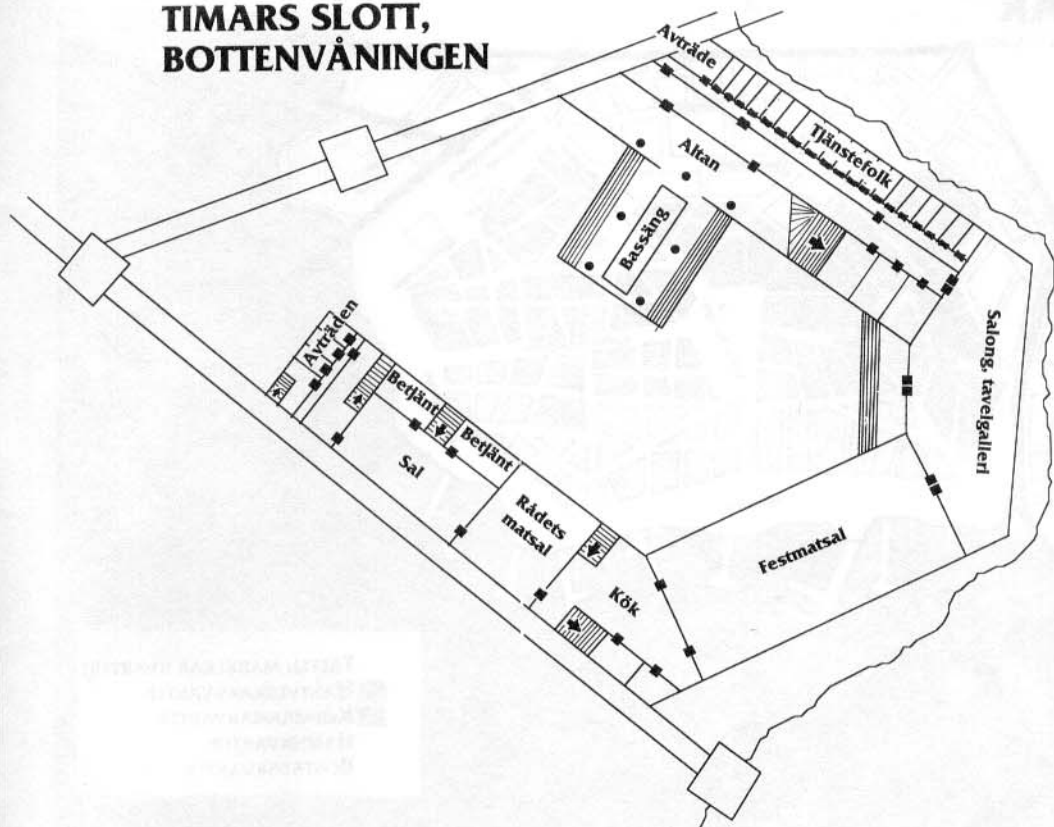 TIMARS SLOTT,
BOTTENVÅNINGEN
Avträde
Tjänstefolk
Altan
Bassäng
Salong, tavelgalleri
Avträden
Betjänt
Betjänt
Sal
Rådets
matsal
Kök
Festmatsal